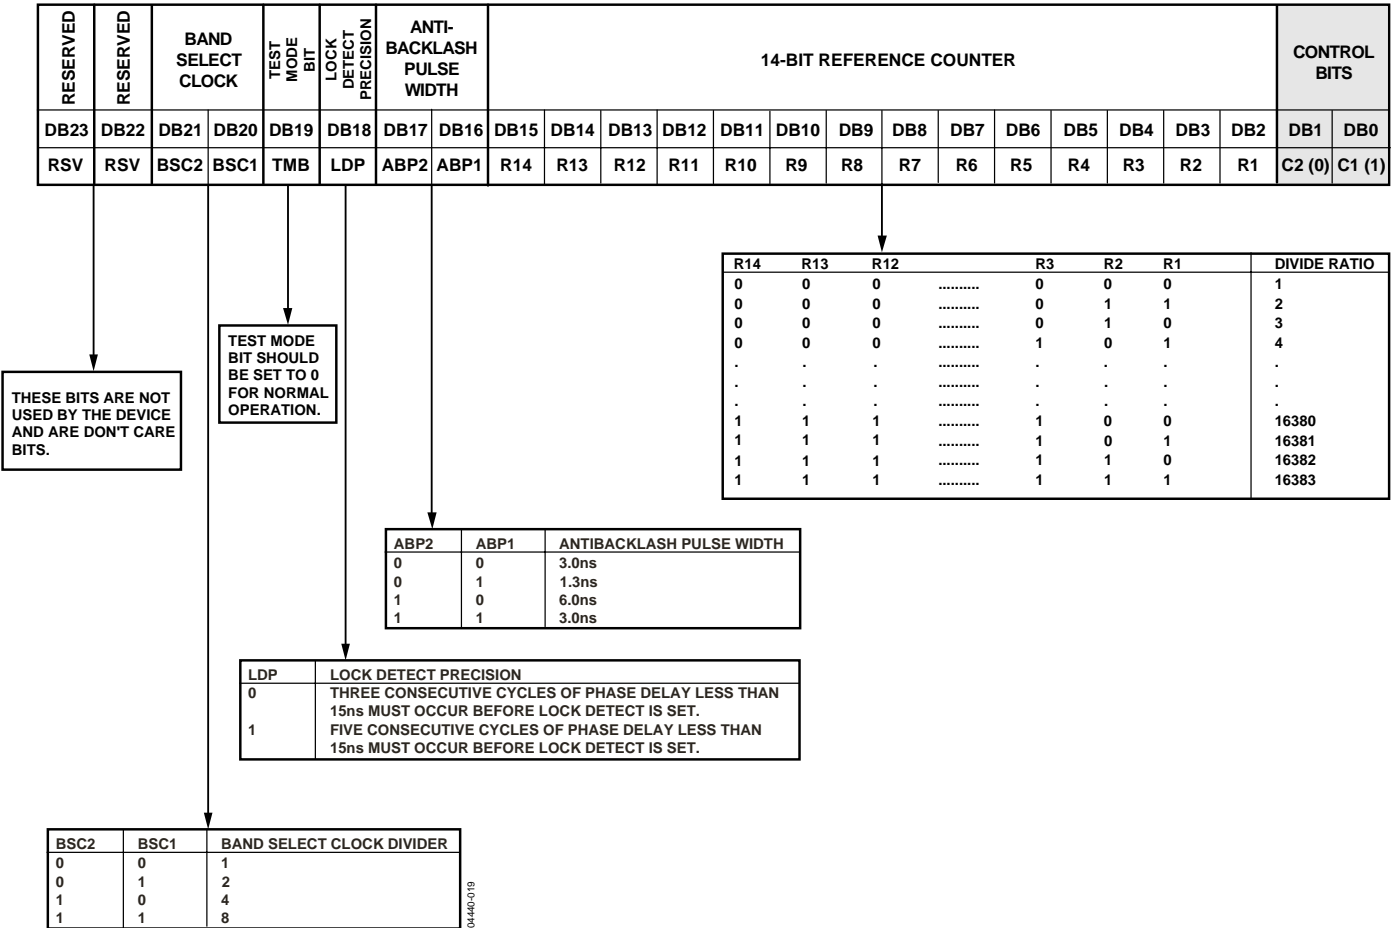 RESERVED
RESERVED
BAND
SELECT
CLOCK
TEST
MODE
BIT
LOCK
DETECT
PRECISION
ANTI-
BACKLASH
PULSE
WIDTH
14-BIT REFERENCE COUNTER
CONTROL
BITS
DB23 DB22 DB21 DB20 DB19 DB18 DB17 DB16 DB15 DB14 DB13 DB12 DB11 DB10 DB9 DB8 DB7 DB6 DB5 DB4 DB3 DB2 DB1 DB0
RSV RSV BSC2 BSC1 TMB LDP ABP2 ABP1 R14 R13 R12 R11 R10 R9 R8 R7 R6 R5 R4 R3 R2 R1 C2 (0) C1 (1)
R14 R13 R12 R3 R2 R1 DIVIDE RATIO
0 0 0 .......... 0 0 0 1
0 0 0 .......... 0 1 1 2
0 0 0 .......... 0 1 0 3
0 0 0 .......... 1 0 1 4
. . . .......... . . . .
. . . .......... . . . .
. . . .......... . . . .
1 1 1 .......... 1 0 0 16380
1 1 1 .......... 1 0 1 16381
1 1 1 .......... 1 1 0 16382
1 1 1 .......... 1 1 1 16383
TEST MODE
BIT SHOULD
BE SET TO 0
FOR NORMAL
OPERATION.
THESE BITS ARE NOT
USED BY THE DEVICE
AND ARE DON'T CARE
BITS.
ABP2 ABP1 ANTIBACKLASH PULSE WIDTH
0 0 3.0ns
0 1 1.3ns
1 0 6.0ns
1 1 3.0ns
LDP LOCK DETECT PRECISION
0 THREE CONSECUTIVE CYCLES OF PHASE DELAY LESS THAN
15ns MUST OCCUR BEFORE LOCK DETECT IS SET.
1 FIVE CONSECUTIVE CYCLES OF PHASE DELAY LESS THAN
15ns MUST OCCUR BEFORE LOCK DETECT IS SET.
BSC2 BSC1 BAND SELECT CLOCK DIVIDER
0 0 1
0 1 2
1 0 4
1 1 8
04440-019